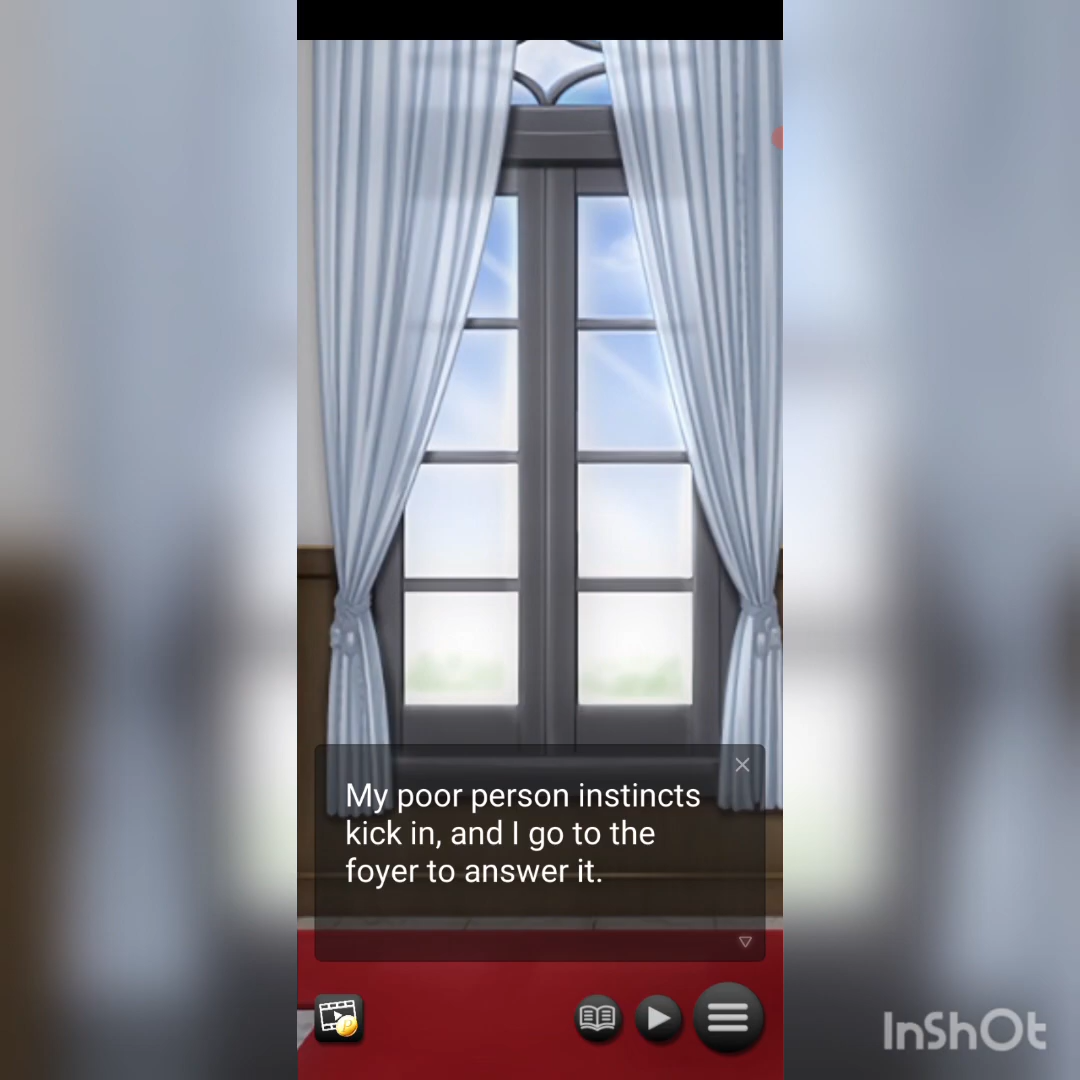 My poor person instincts
kick in, and I go to the
foyer to answer it.
InShOt